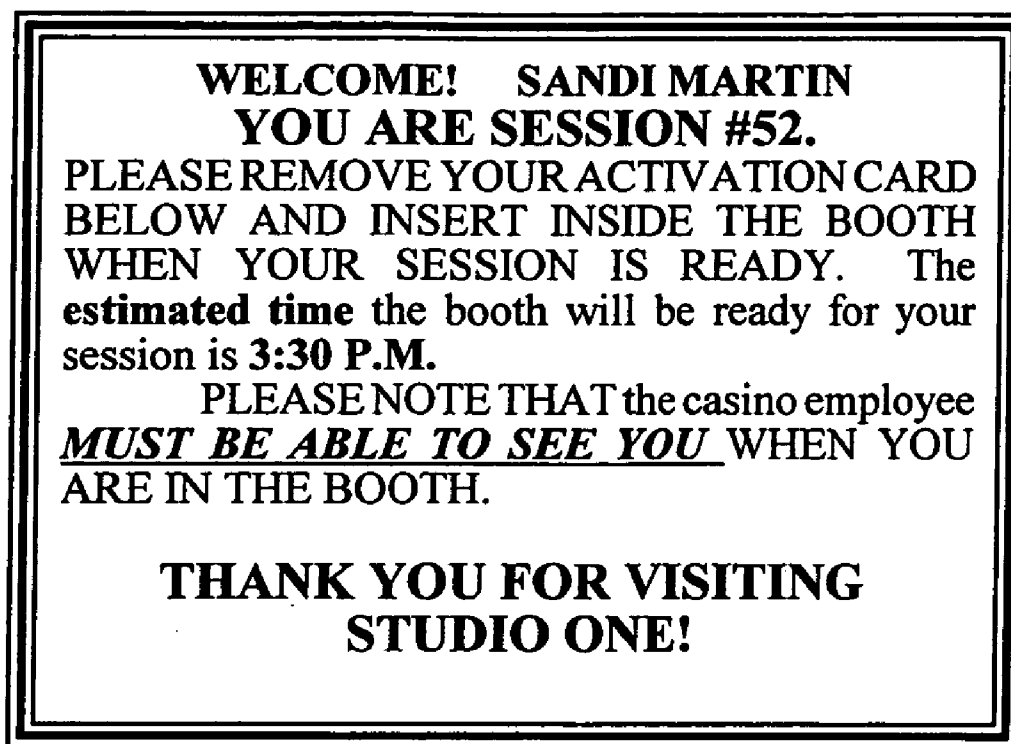 WELCOME! SANDI MARTIN
YOU ARE SESSION #52.
PLEASE REMOVE YOUR ACTIVATION CARD
BELOW AND INSERT INSIDE THE BOOTH
WHEN YOUR SESSION IS READY. The
estimated time the booth will be ready for your
session is 3:30 P.M.
PLEASE NOTE THAT the casino employee
MUST BE ABLE TO SEE YOU WHEN YOU
ARE IN THE BOOTH.
THANK YOU FOR VISITING
STUDIO ONE!